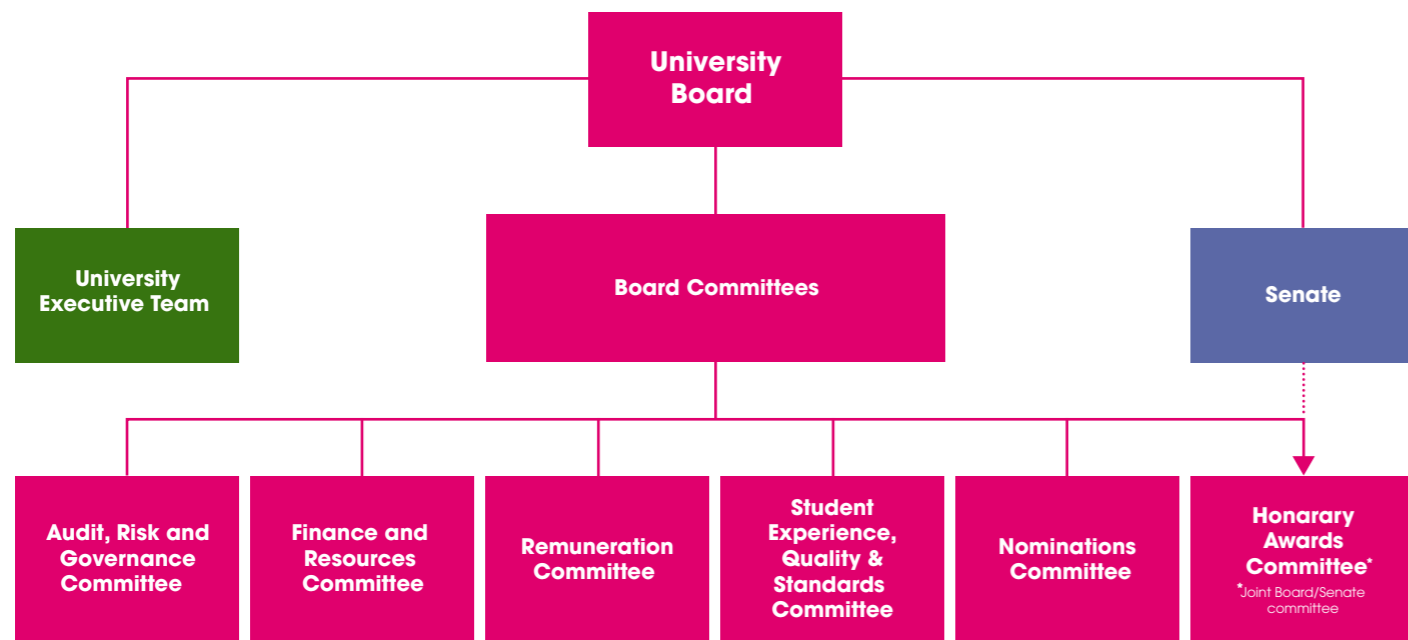 University
Board
University
Executive Team
Board Committees
Senate
Audit, Risk and
Governance
Committee
Finance and
Resources
Committee
Remuneration
Committee
Student
Experience,
Quality &
Standards
Committee
Nominations
Committee
Honarary
Awards
Committee*
*Joint Board/Senate
committee